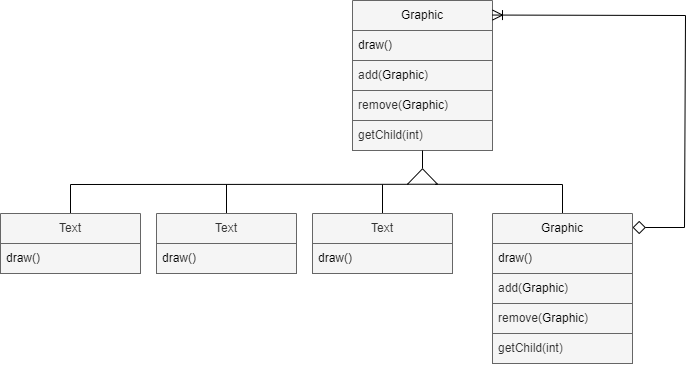 Graphic
draw()
add(Graphic)
remove(Graphic)
getChild(int)
Text
draw()
Text
draw()
Text
draw()
Graphic
draw()
add(Graphic)
remove(Graphic)
getChild(int)